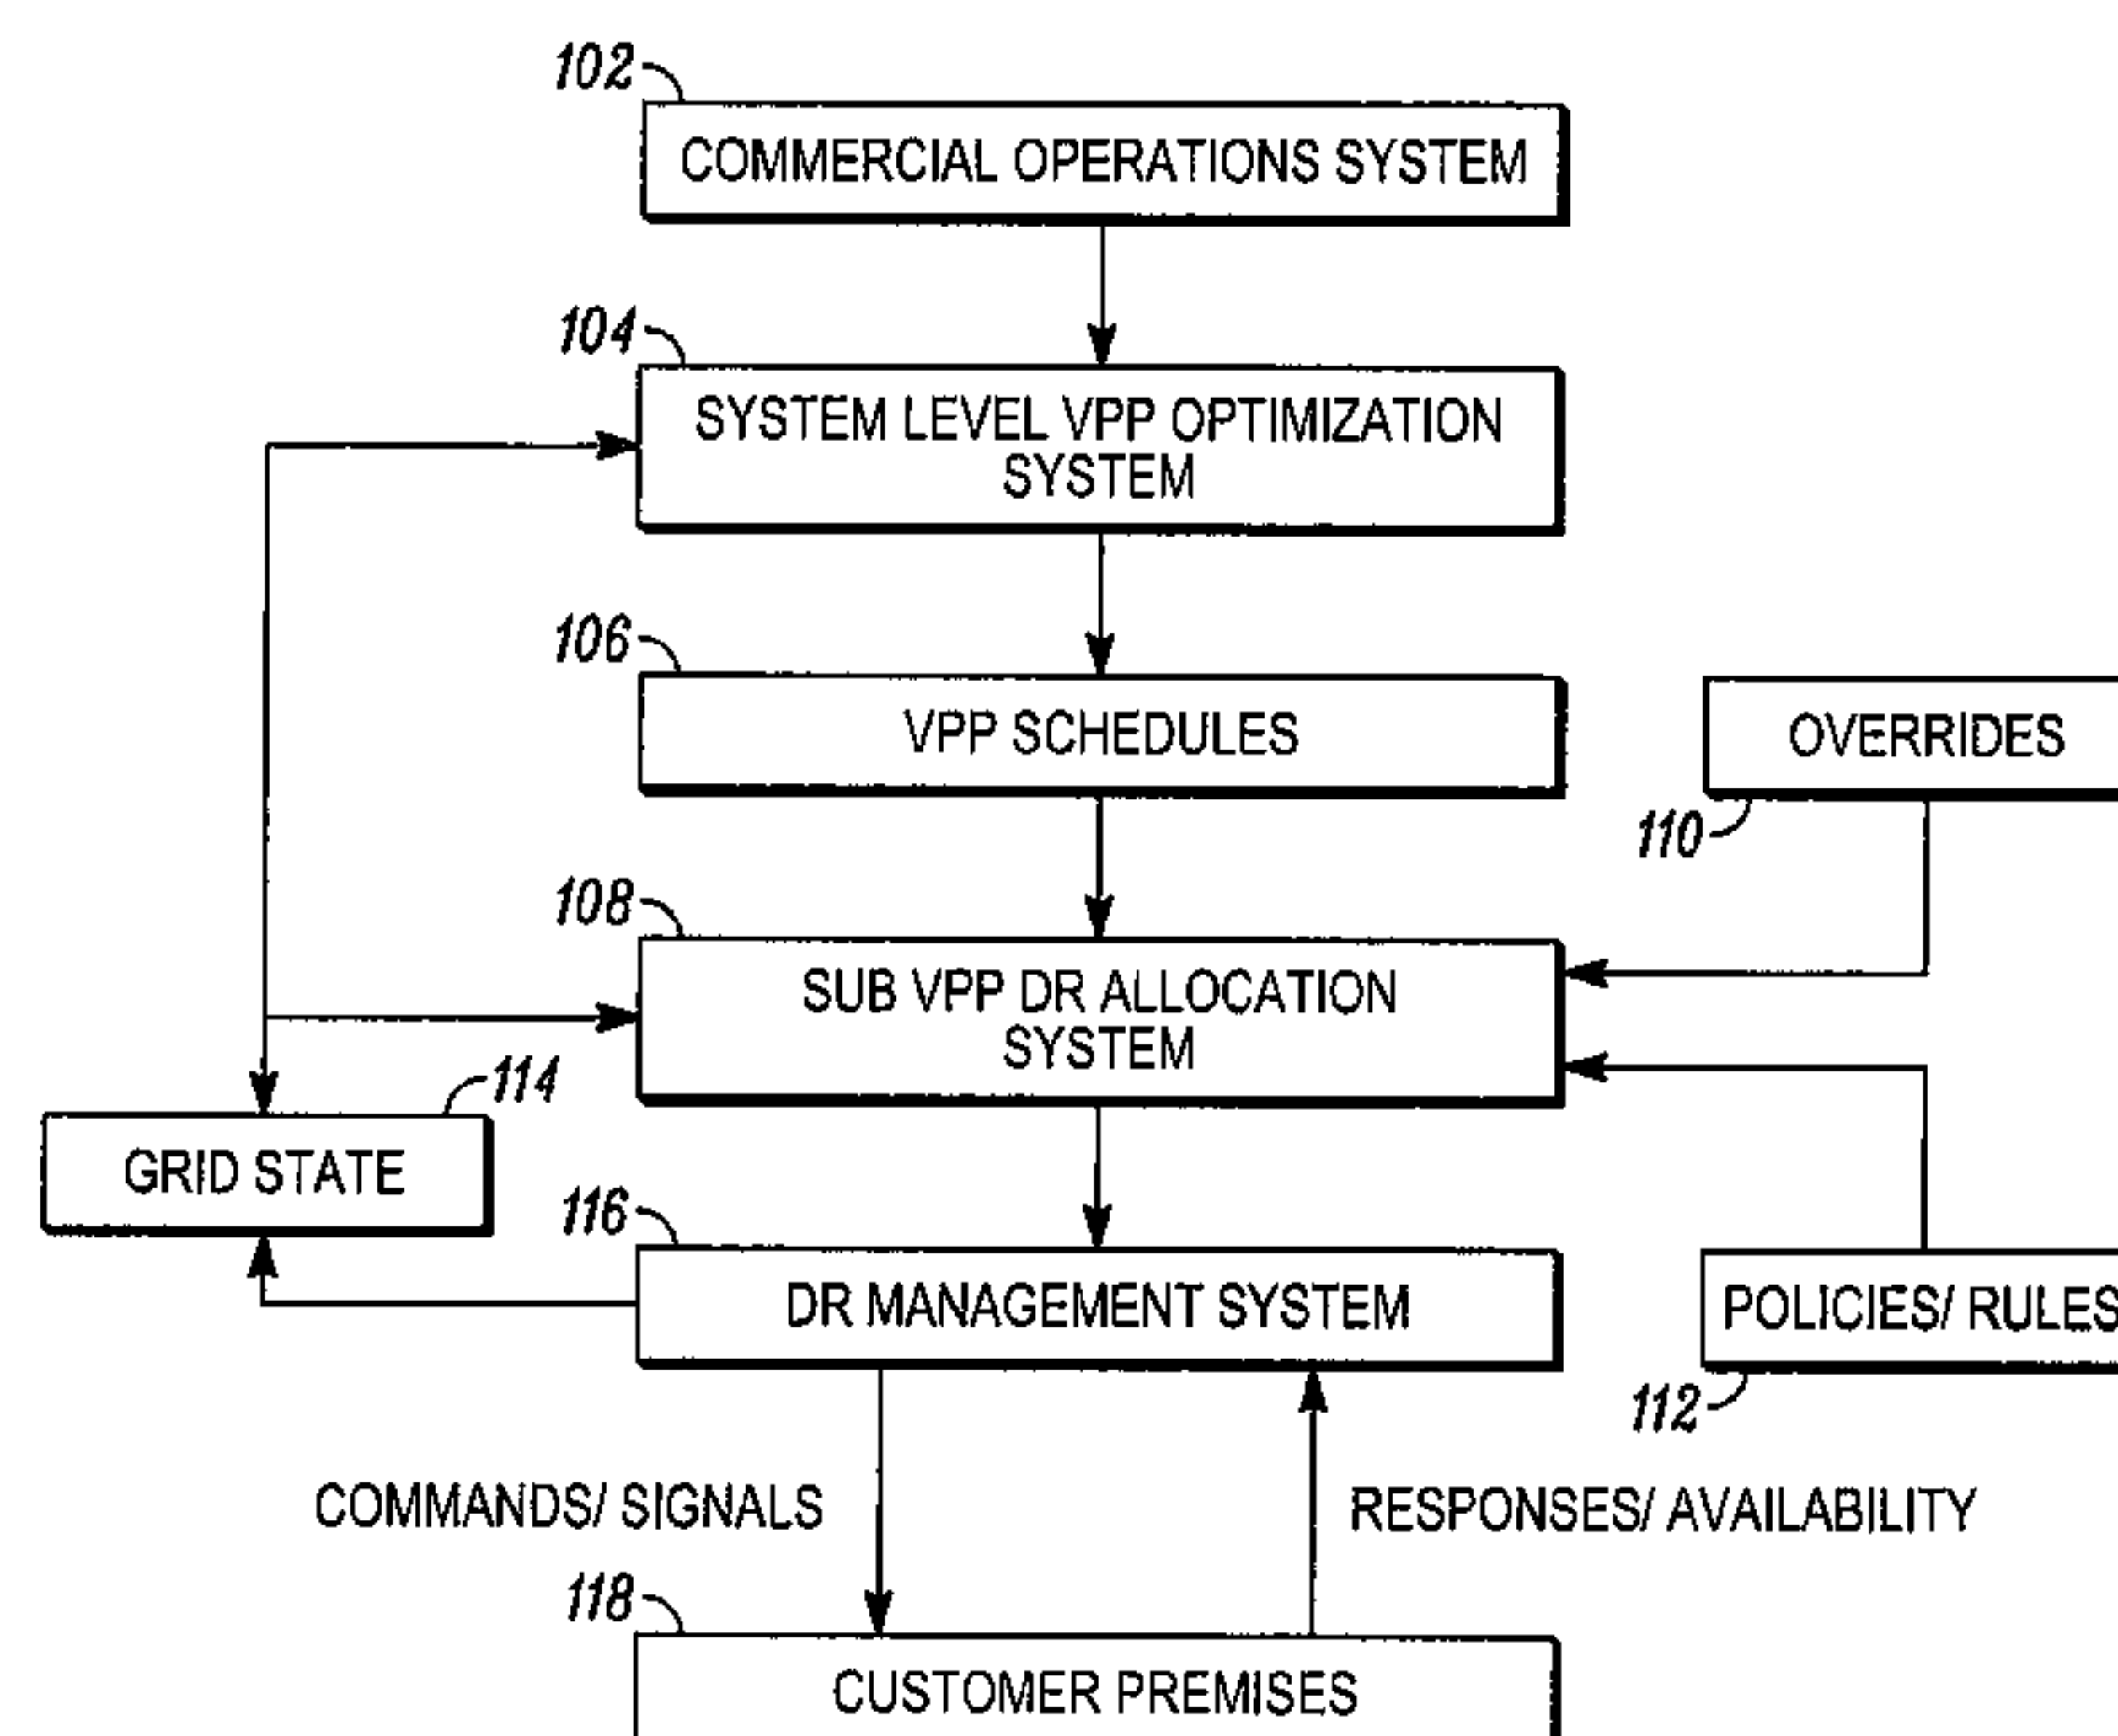 102
COMMERCIAL OPERATIONS SYSTEM
104
SYSTEM LEVEL VPP OPTIMIZATION
SYSTEM
106
VPP SCHEDULES
OVERRIDES
110
108
SUB VPP DR ALLOCATION
SYSTEM
114
GRID STATE
116
DR MANAGEMENT SYSTEM
POLICIES/ RULES
112
COMMANDS/ SIGNALS
RESPONSES/ AVAILABILITY
118
CUSTOMER PREMISES